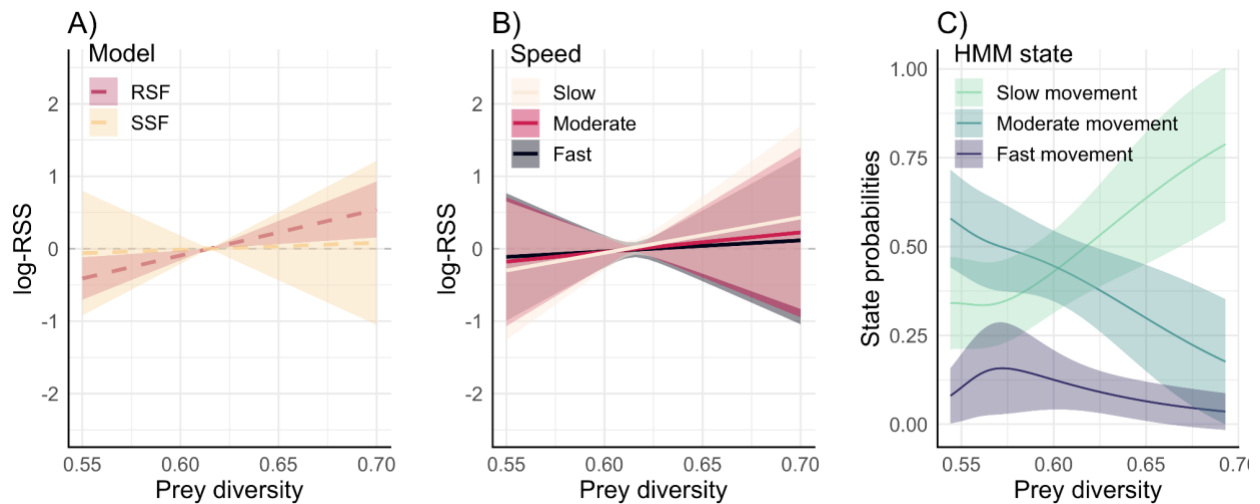 A)
Model
RSF
SSF
log-RSS
2
1
0
-1
-2
0.55
0.60
0.65
0.70
Prey diversity
B)
Speed
Slow
Moderate
Fast
log-RSS
2
1
0
-1
-2
0.55
0.60
0.65
0.70
Prey diversity
C)
HMM state
Slow movement
Moderate movement
Fast movement
State probabilities
1.00
0.75
0.50
0.25
0.00
0.55
0.60
0.65
0.70
Prey diversity